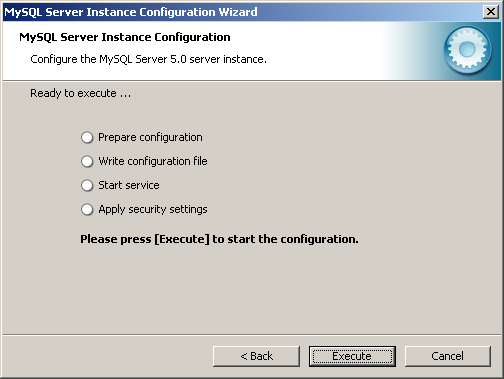 MySQL Server Instance Configuration Wizard
MySQL Server Instance Configuration
Configure the MySQL Server 5.0 server instance.
Ready to execute ...
Prepare configuration
Write configuration file
Start service
Apply security settings
Please press [Execute] to start the configuration.
< Back
Execute
Cancel